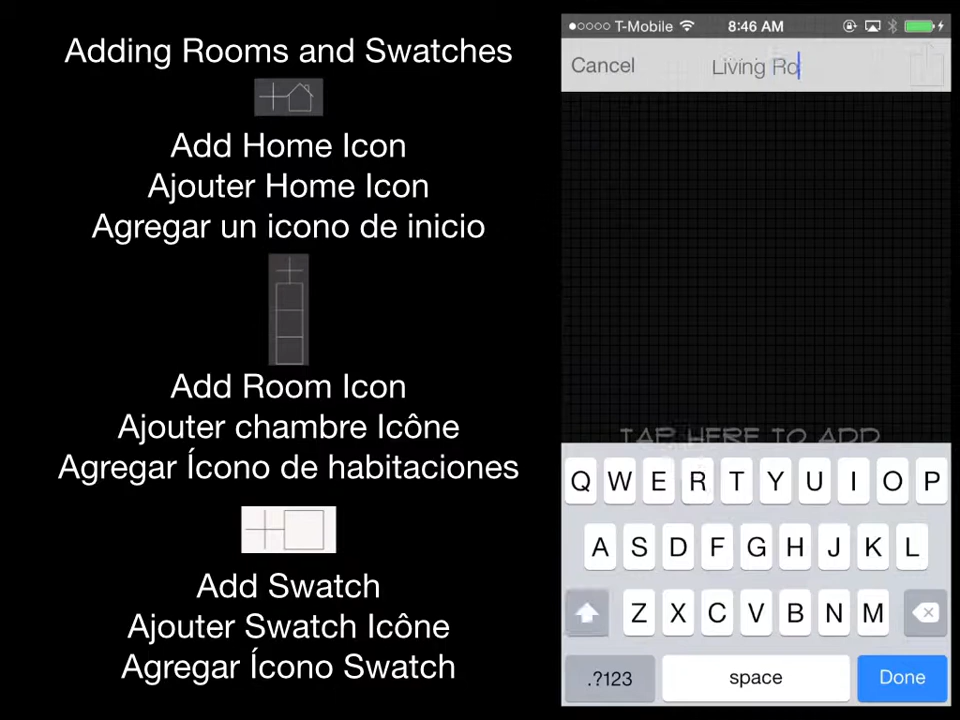 Adding Rooms and Swatches
Add Home Icon
Ajouter Home Icon
Agregar un icono de inicio
Add Room Icon
Ajouter chambre Icône
Agregar Ícono de habitaciones
Add Swatch
Ajouter Swatch Icône
Agregar Ícono Swatch
T-Mobile 8:46 AM
Cancel Living Ro
TAP HERE TO ADD
Q W E R T Y U I O P
A S D F G H J K L
Z X C V B N M
.?123 space Done